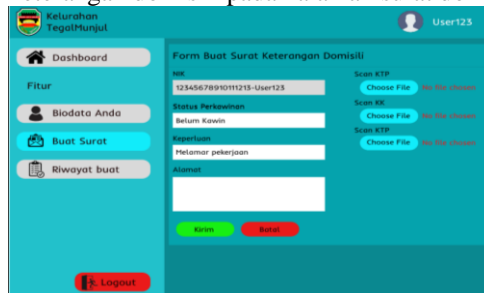 Kelurahan
TegalMunjul
User123
Dashboard
Fitur
Biodata Anda
Buat Surat
Riwayat buat
Logout
Form Buat Surat Keterangan Domisili
NIK
12345678910111213-User123
Status Perkawinan
Belum Kawin
Keperluan
Melamar pekerjaan
Alamat
Kirim
Batal
Scan KTP
Choose File No file chosen
Scan KK
Choose File No file chosen
Scan KTP
Choose File No file chosen